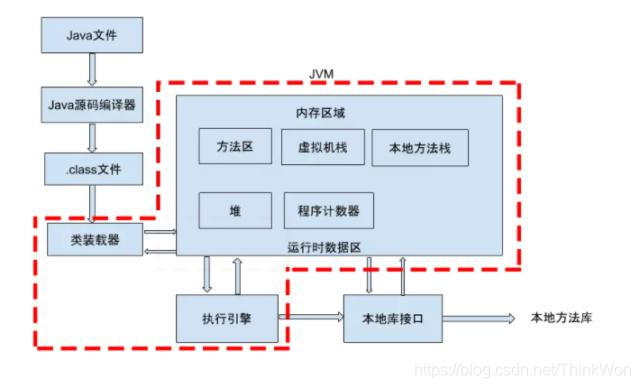 Java文件
JVM
Java源码编译器
内存区域
方法区
虚拟机栈
本地方法栈
.class文件
堆
程序计数器
类装载器
运行时数据区
执行引擎
本地库接口
本地方法库
https://blog.csdn.net/ThinkWon